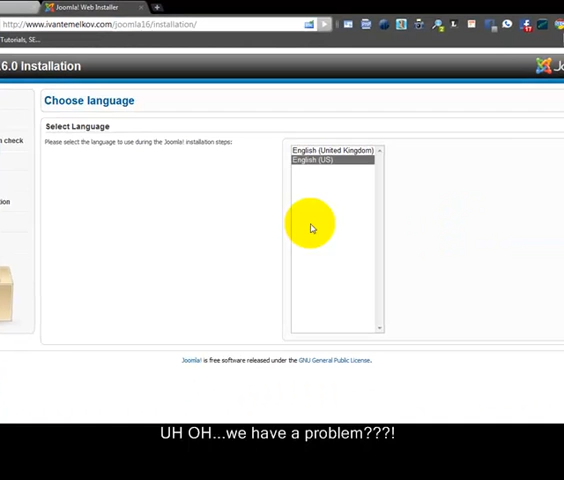 Joomla! Web Installer
http://www.ivantemelkov.com/joomla16/installation/
Tutorials, SE...
6.0 Installation
Choose language
Select Language
n check
Please select the language to use during the Joomla! installation steps:
English (United Kingdom)
English (US)
tion
Joomla! is free software released under the GNU General Public License.
UH OH...we have a problem???!